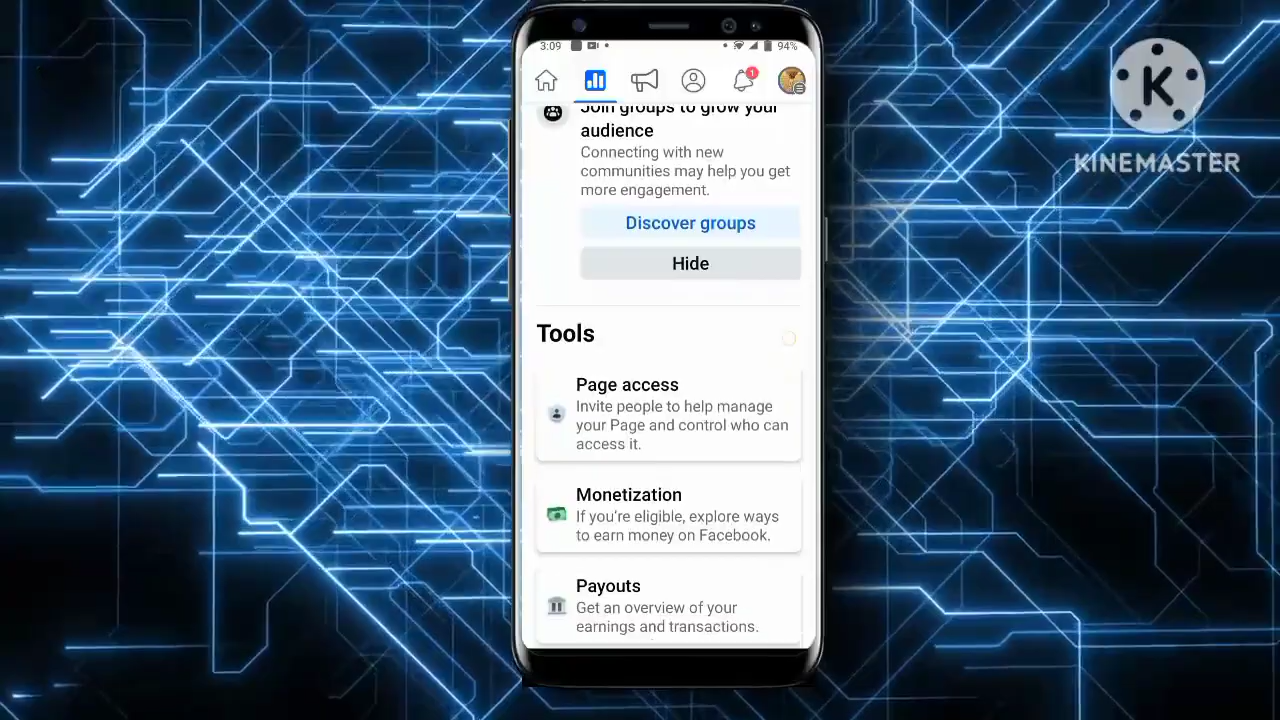 3:09
94%
1
Join groups to grow your
audience
Connecting with new
communities may help you get
more engagement.
Discover groups
Hide
Tools
Page access
Invite people to help manage
your Page and control who can
access it.
Monetization
If you're eligible, explore ways
to earn money on Facebook.
Payouts
Get an overview of your
earnings and transactions.
K
KINEMASTER